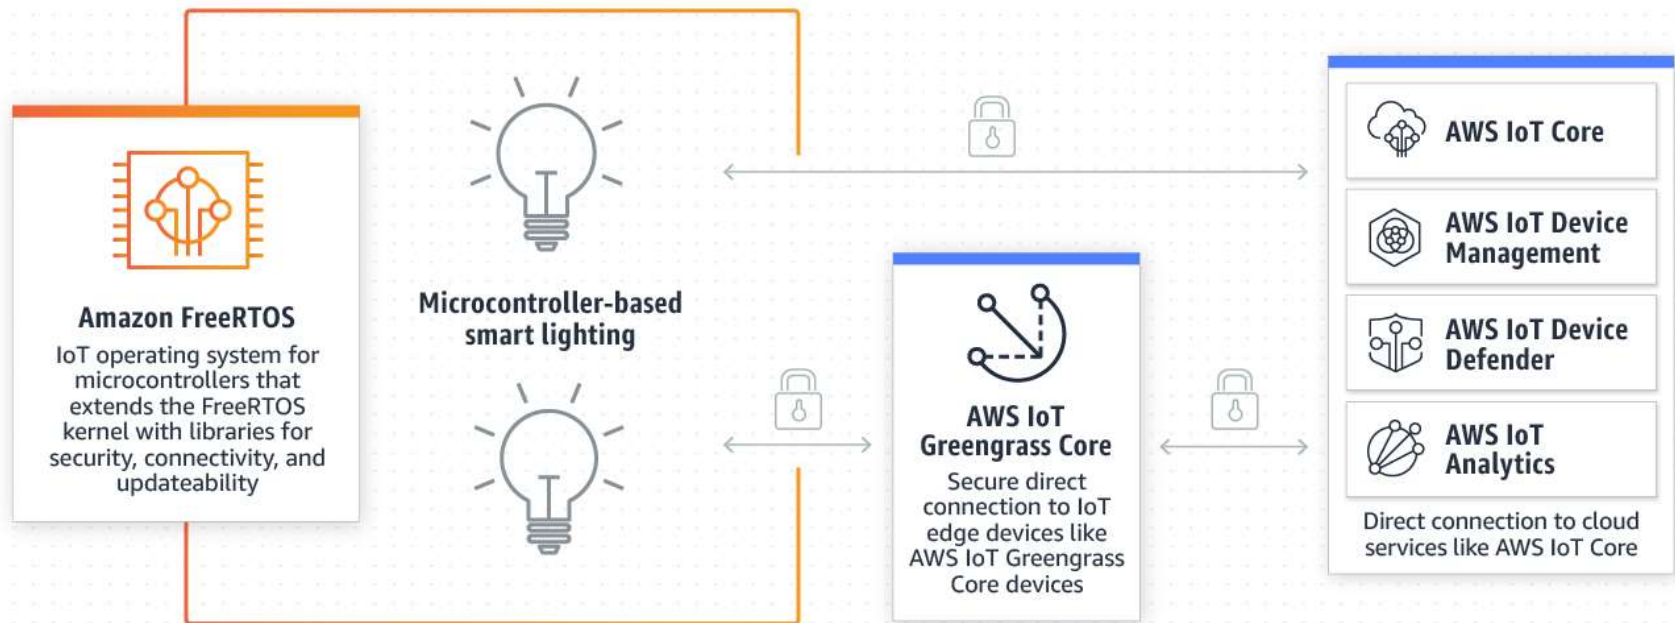 Amazon FreeRTOS
IoT operating system for
microcontrollers that
extends the FreeRTOS
kernel with libraries for
security, connectivity, and
updateability
Microcontroller-based
smart lighting
AWS IoT
Greengrass Core
Secure direct
connection to IoT
edge devices like
AWS IoT Greengrass
Core devices
AWS IoT Core
AWS IoT Device
Management
AWS IoT Device
Defender
AWS IoT
Analytics
Direct connection to cloud
services like AWS IoT Core